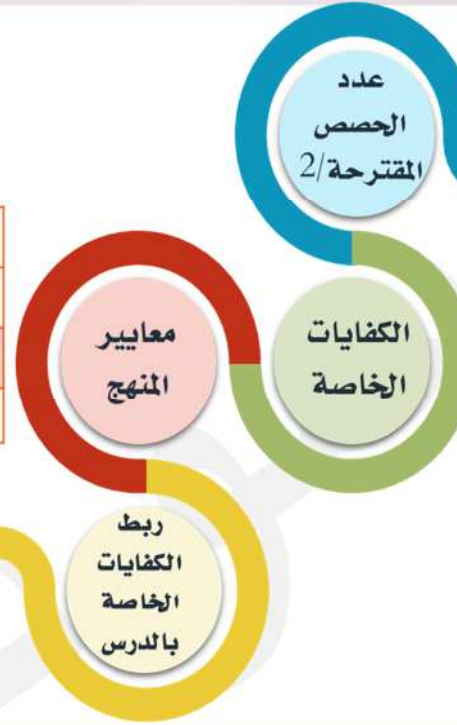 عدد
الحصص
المقترحة/2
الكفايات
الخاصة
معايير
المنهج
ربط
الكفايات
الخاصة
بالدرس